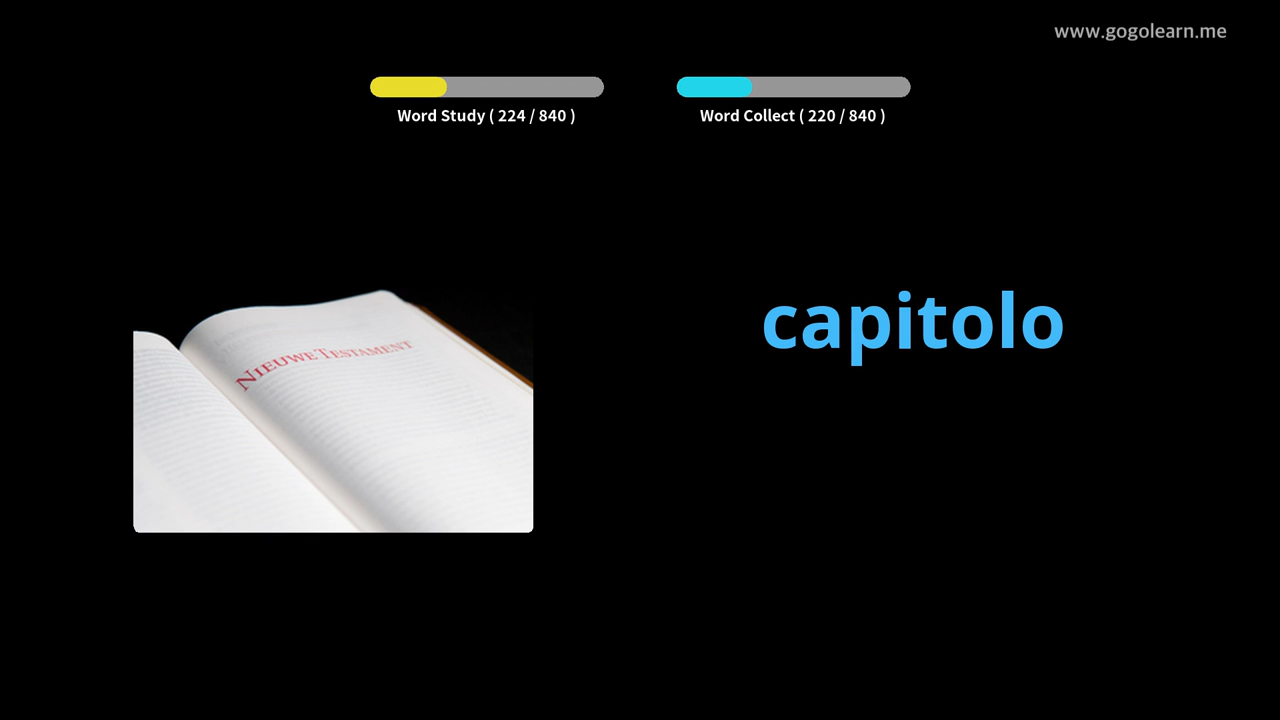 www.gogolearn.me
Word Study ( 224 / 840 )
Word Collect ( 220 / 840 )
capitolo
NIEUWE TESTAMENT